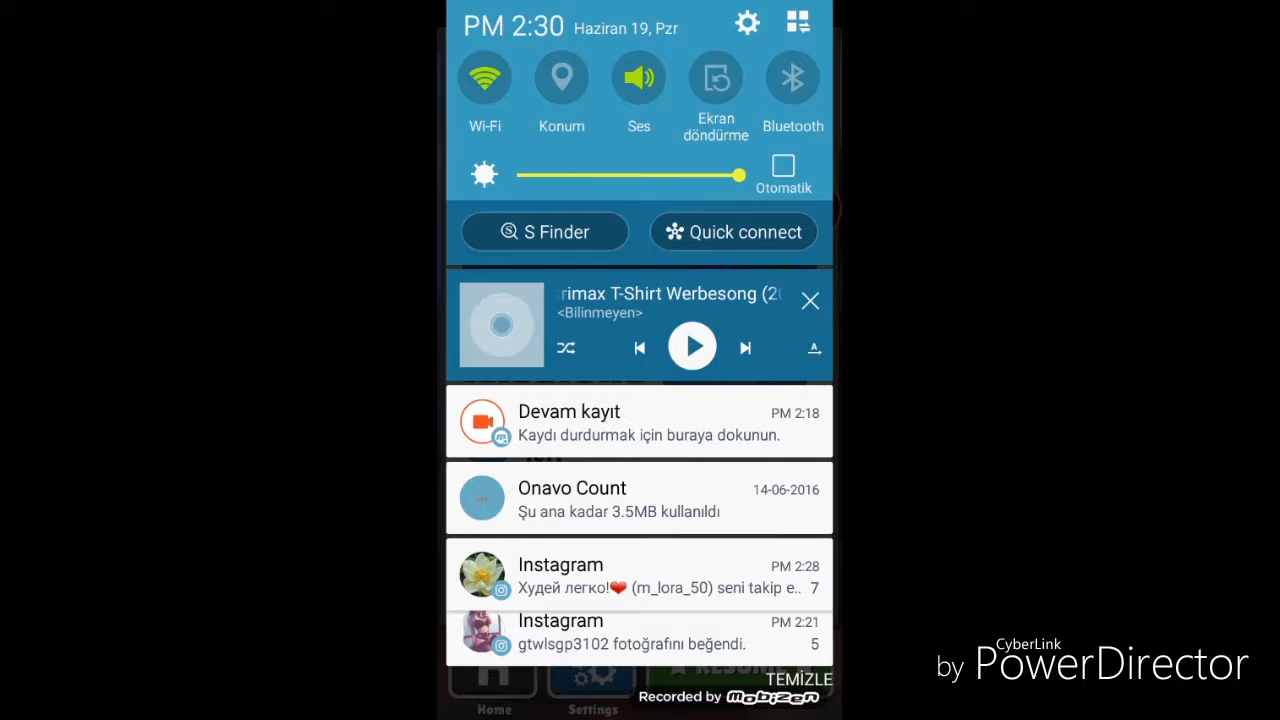 PM 2:30 Haziran 19, Pzr
Wi-Fi
Konum
Ses
Ekran
döndürme
Bluetooth
Otomatik
S Finder
Quick connect
rimax T-Shirt Werbesong (20
<Bilinmeyen>
A
Devam kayıt PM 2:18
Kaydı durdurmak için buraya dokunun.
Onavo Count 14-06-2016
Şu ana kadar 3.5MB kullanıldı
Instagram PM 2:28
Худей легко!❤ (m_lora_50) seni takip e.. 7
Instagram PM 2:21
gtwlsgp3102 fotoğrafını beğendi. 5
RESUME
TEMİZLE
Recorded by mobizen
Home
Settings
by CyberLink
PowerDirector